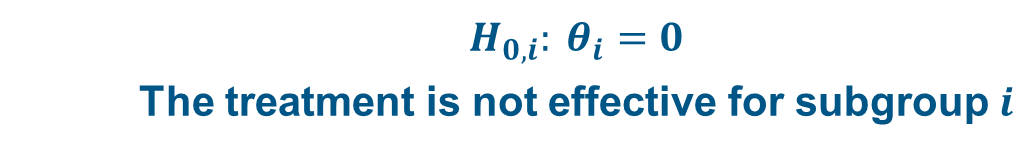 H₀,ᵢ: θᵢ = 0
The treatment is not effective for subgroup i